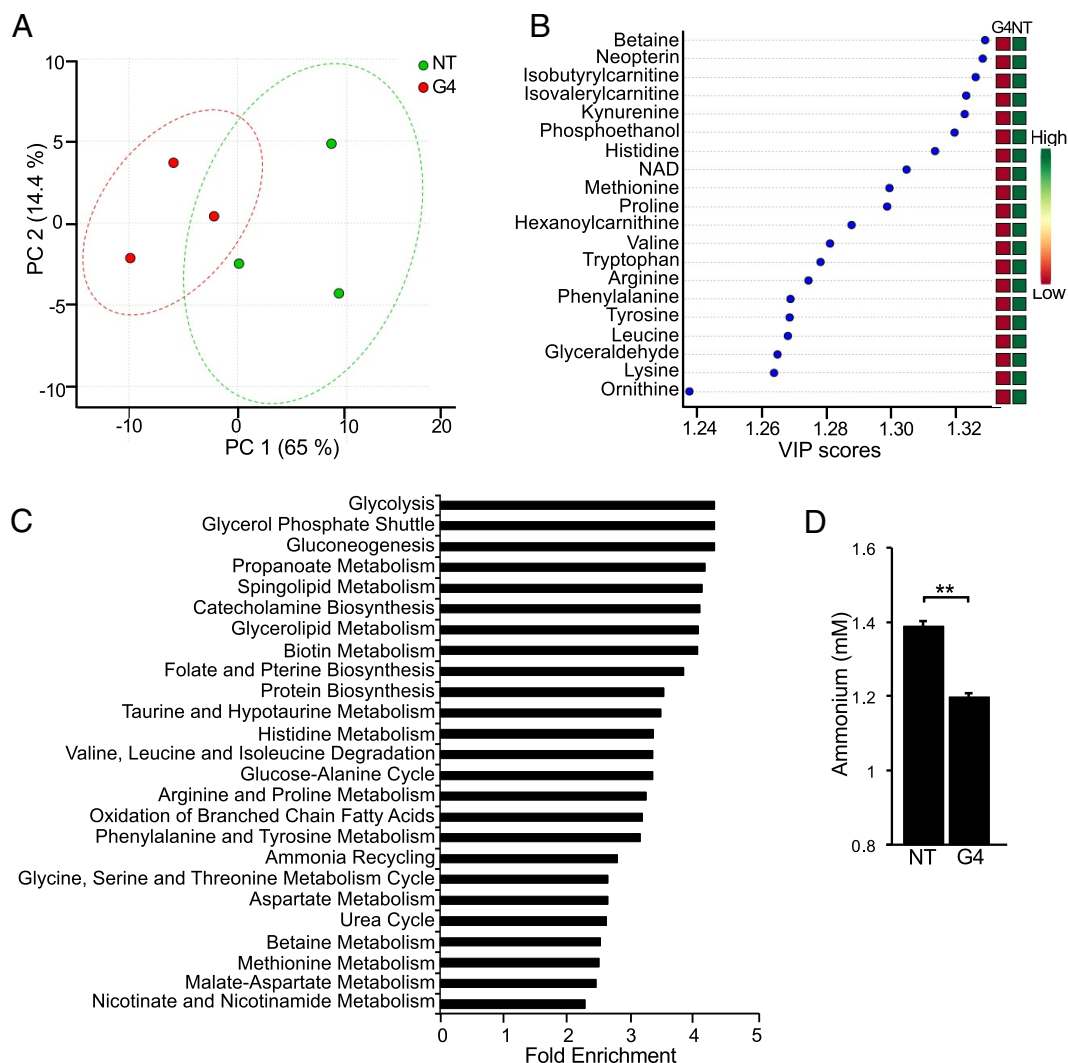 A
10
5
0
-5
-10
PC 2 (14.4 %)
-10
0
10
20
PC 1 (65 %)
NT
G4
B
G4 NT
Betaine
Neopterin
Isobutyrylcarnitine
Isovalerylcarnitine
Kynurenine
Phosphoethanol
Histidine
NAD
Methionine
Proline
Hexanoylcarnithine
Valine
Tryptophan
Arginine
Phenylalanine
Tyrosine
Leucine
Glyceraldehyde
Lysine
Ornithine
1.24
1.26
1.28
1.30
1.32
VIP scores
High
Low
C
Glycolysis
Glycerol Phosphate Shuttle
Gluconeogenesis
Propanoate Metabolism
Spingolipid Metabolism
Catecholamine Biosynthesis
Glycerolipid Metabolism
Biotin Metabolism
Folate and Pterine Biosynthesis
Protein Biosynthesis
Taurine and Hypotaurine Metabolism
Histidine Metabolism
Valine, Leucine and Isoleucine Degradation
Glucose-Alanine Cycle
Arginine and Proline Metabolism
Oxidation of Branched Chain Fatty Acids
Phenylalanine and Tyrosine Metabolism
Ammonia Recycling
Glycine, Serine and Threonine Metabolism Cycle
Aspartate Metabolism
Urea Cycle
Betaine Metabolism
Methionine Metabolism
Malate-Aspartate Metabolism
Nicotinate and Nicotinamide Metabolism
0
1
2
3
4
5
Fold Enrichment
D
1.6
1.4
1.2
1
0.8
Ammonium (mM)
**
NT
G4